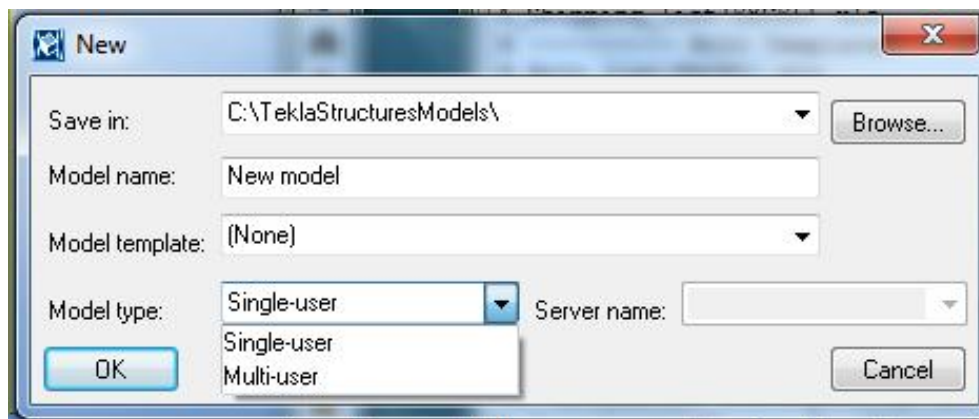 New
Save in: C:\TeklaStructuresModels\ Browse...
Model name: New model
Model template: (None)
Model type: Single-user Server name:
Single-user
Multi-user
OK Cancel